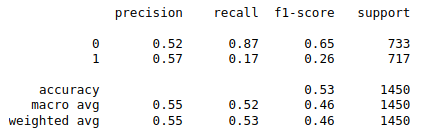 precision recall f1-score support
0 0.52 0.87 0.65 733
1 0.57 0.17 0.26 717
accuracy 0.53 1450
macro avg 0.55 0.52 0.46 1450
weighted avg 0.55 0.53 0.46 1450